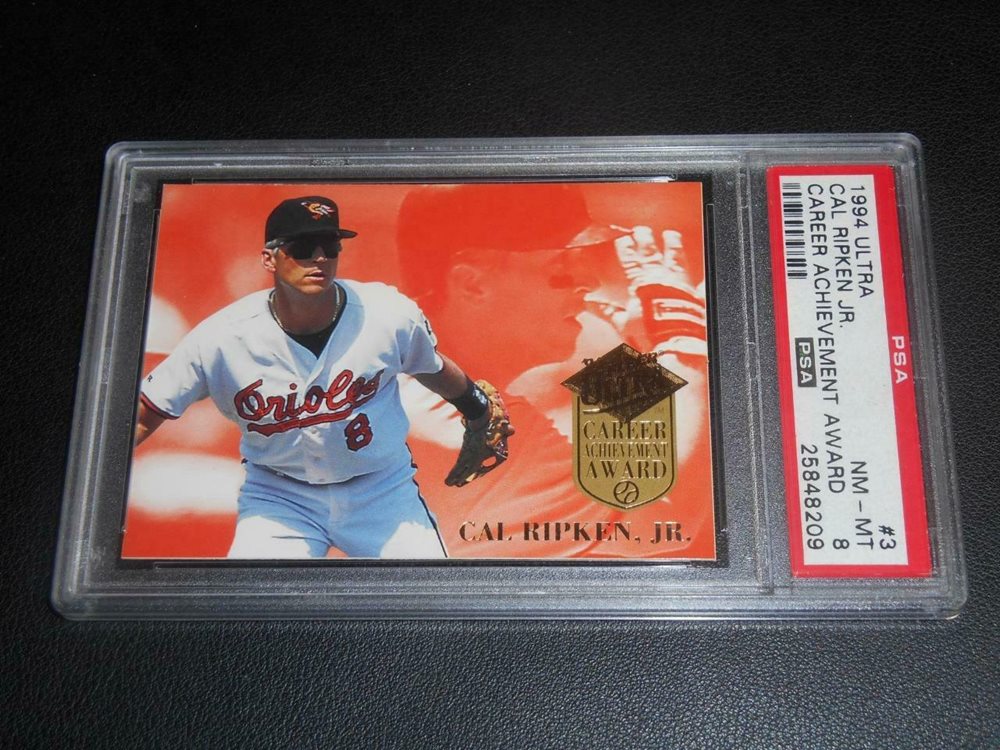 Orioles
8
CAREER
ACHIEVEMENT
AWARD
CAL RIPKEN, JR.
PSA
1994 ULTRA #3
CAL RIPKEN JR. NM - MT
CAREER ACHIEVEMENT AWARD 8
PSA 25848209